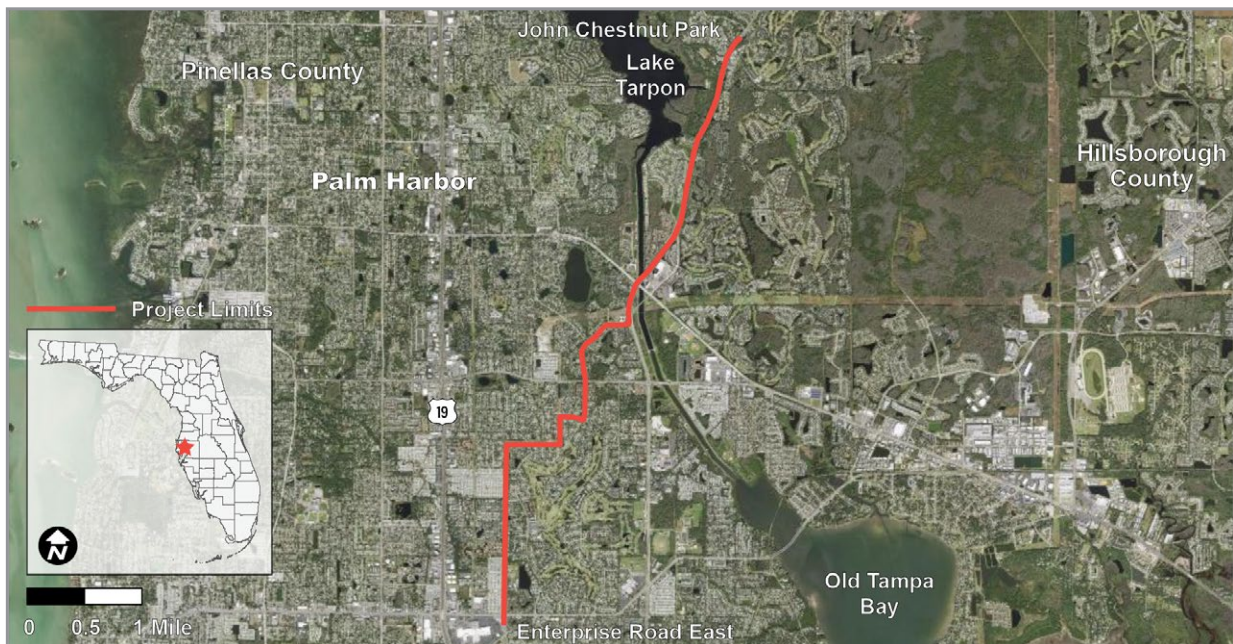 John Chestnut Park
Lake
Tarpon
Pinellas County
Hillsborough
County
Palm Harbor
Project Limits
19
N
0 0.5 1 Mile
Old Tampa
Bay
Enterprise Road East